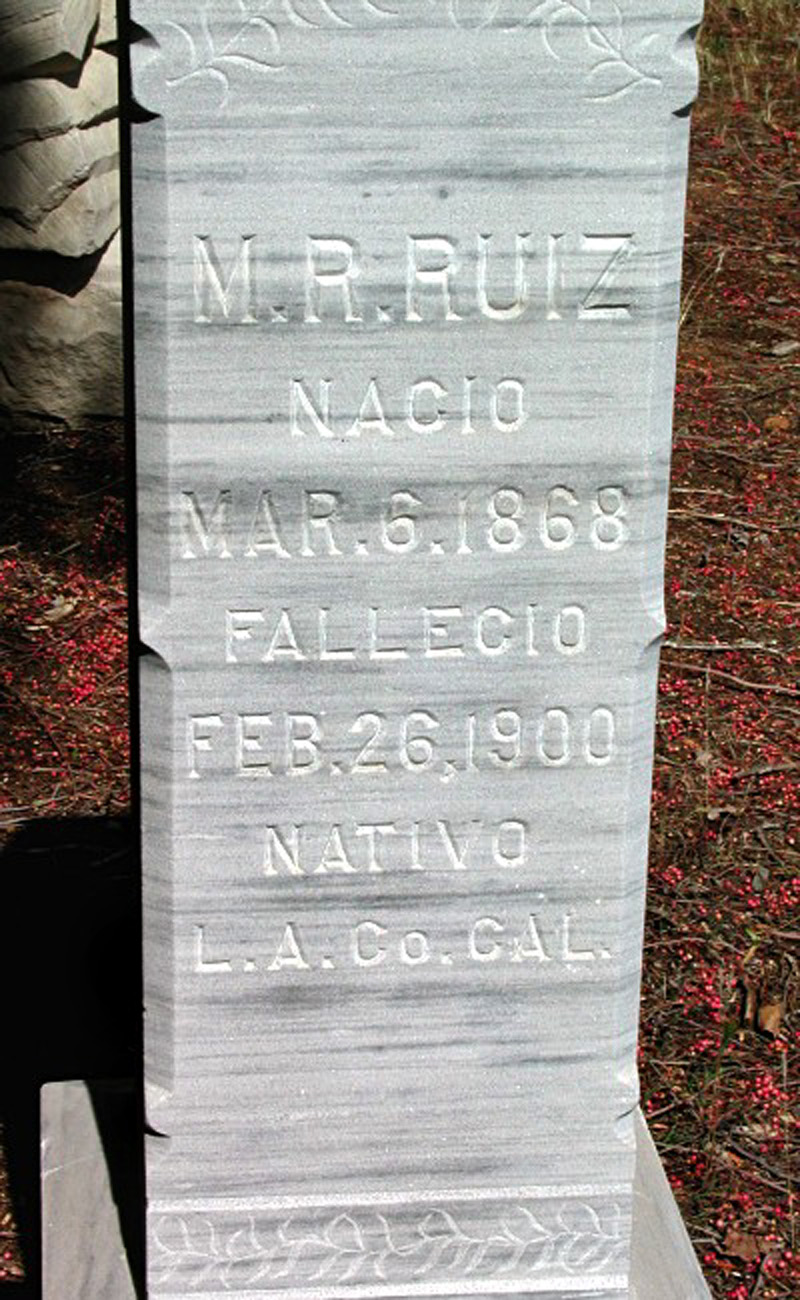 M.R.RUIZ
NACIO
MAR.6.1868
FALLECIO
FEB.26,1900
NATIVO
L.A.Co.CAL.